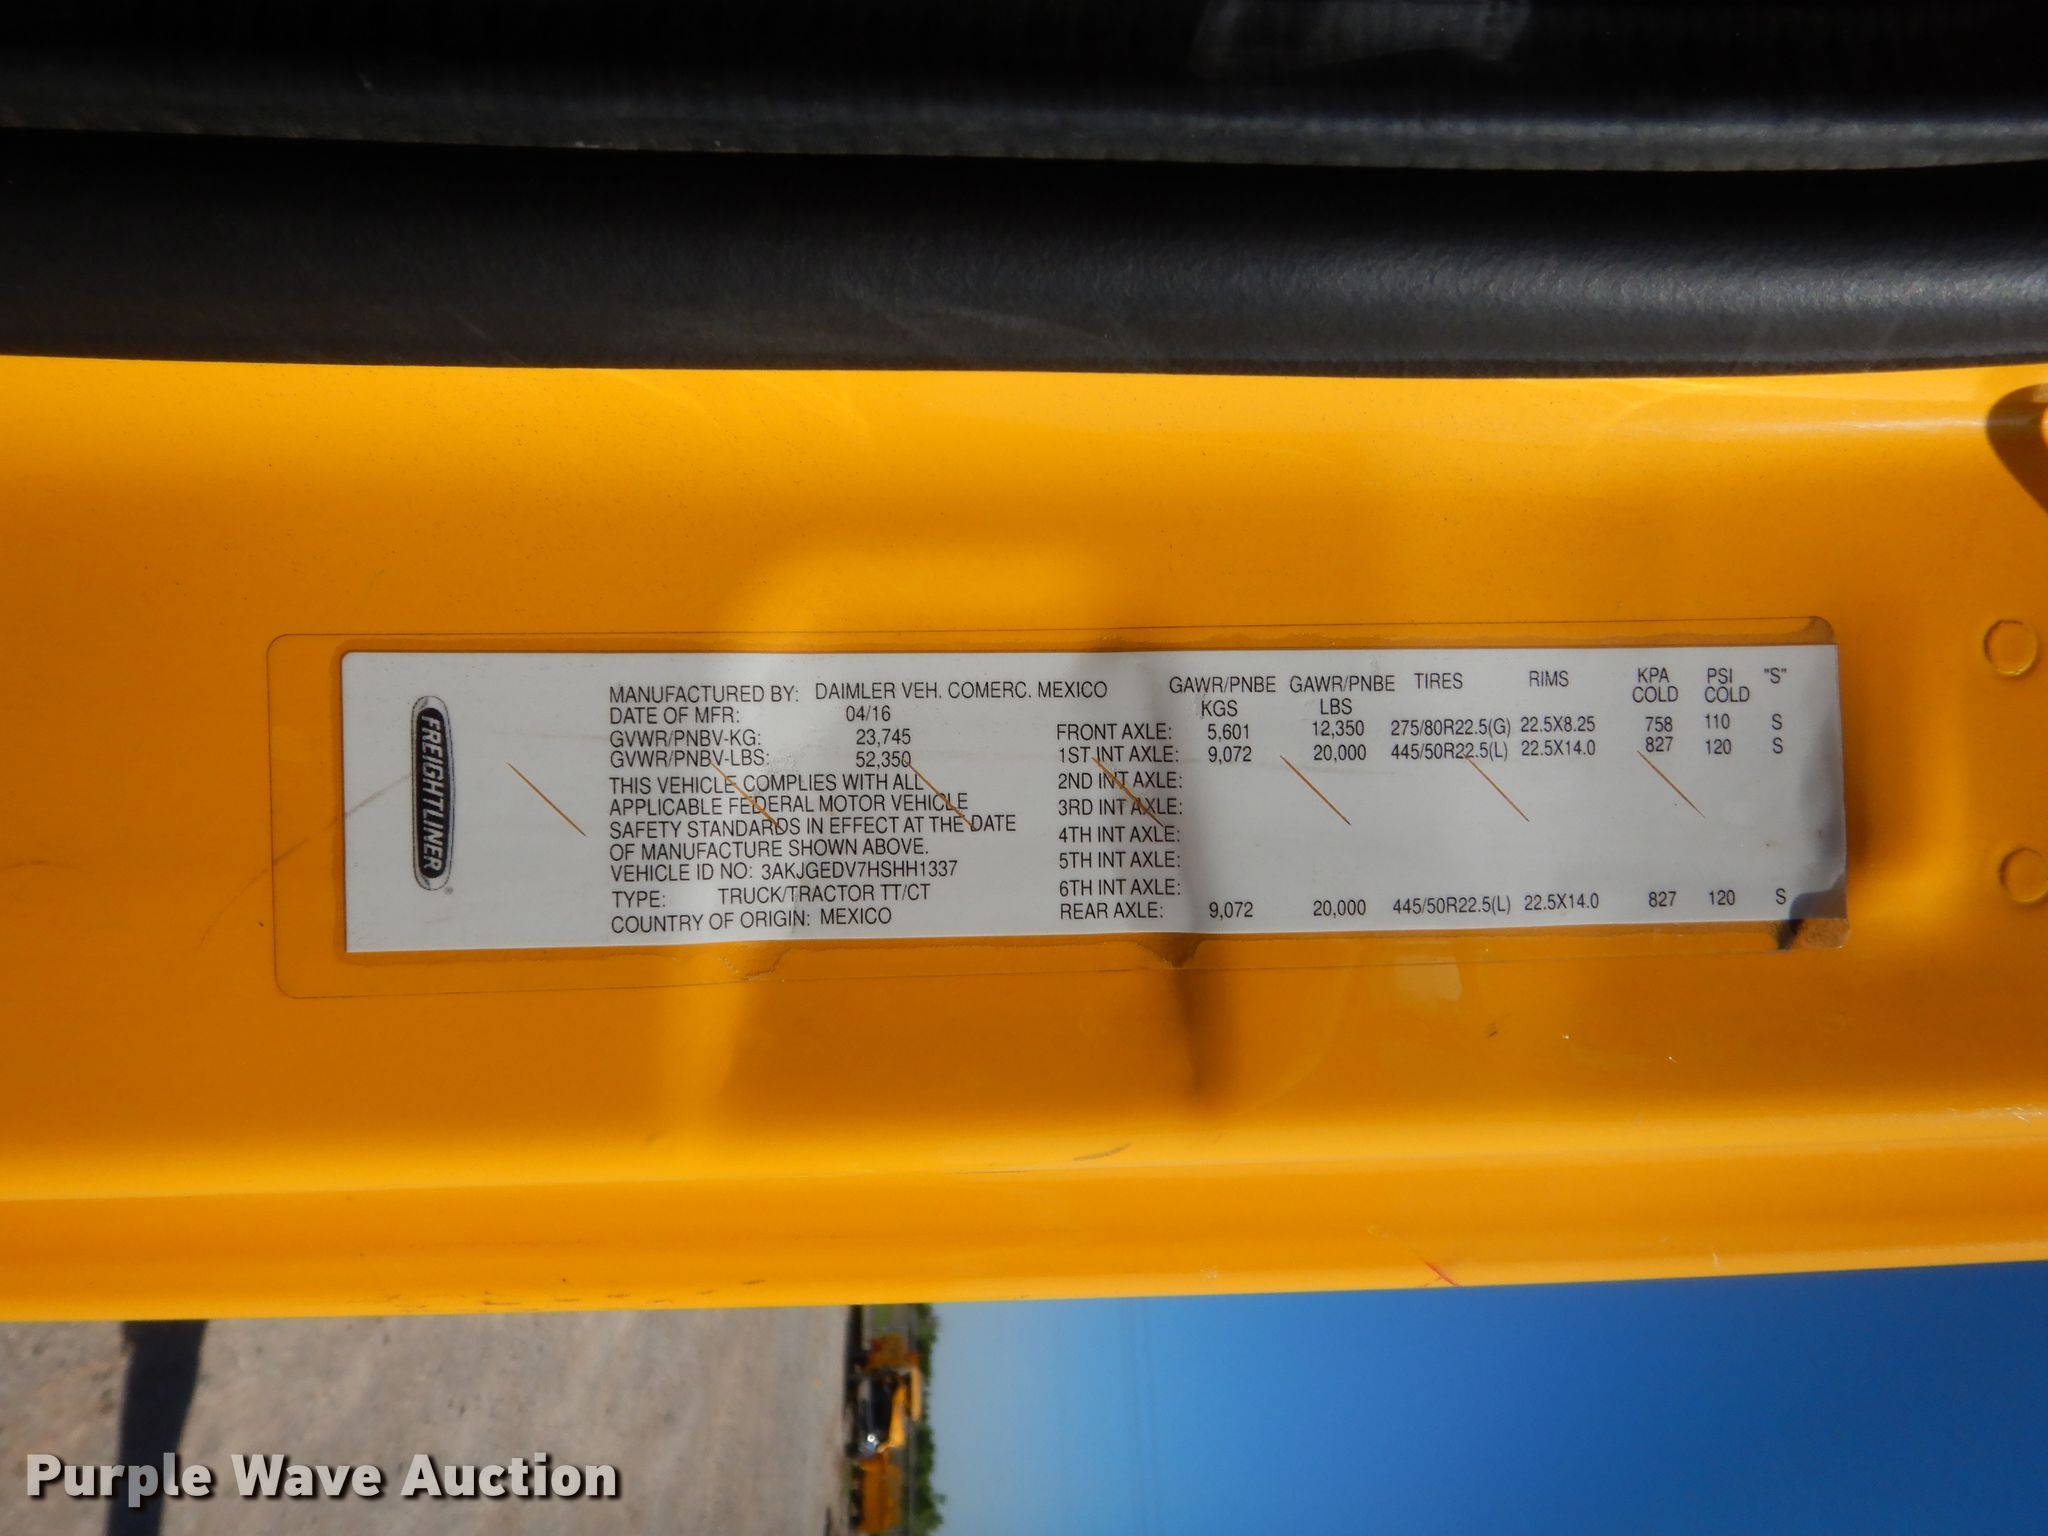 FREIGHTLINER
MANUFACTURED BY: DAIMLER VEH. COMERC. MEXICO
DATE OF MFR: 04/16
GVWR/PNBV-KG: 23,745
GVWR/PNBV-LBS: 52,350
THIS VEHICLE COMPLIES WITH ALL
APPLICABLE FEDERAL MOTOR VEHICLE
SAFETY STANDARDS IN EFFECT AT THE DATE
OF MANUFACTURE SHOWN ABOVE.
VEHICLE ID NO: 3AKJGEDV7HSHH1337
TYPE: TRUCK/TRACTOR TT/CT
COUNTRY OF ORIGIN: MEXICO
GAWR/PNBE GAWR/PNBE TIRES RIMS KPA PSI "S"
KGS LBS COLD COLD
FRONT AXLE: 5,601 12,350 275/80R22.5(G) 22.5X8.25 758 110 S
1ST INT AXLE: 9,072 20,000 445/50R22.5(L) 22.5X14.0 827 120 S
2ND INT AXLE:
3RD INT AXLE:
4TH INT AXLE:
5TH INT AXLE:
6TH INT AXLE:
REAR AXLE: 9,072 20,000 445/50R22.5(L) 22.5X14.0 827 120 S
Purple Wave Auction